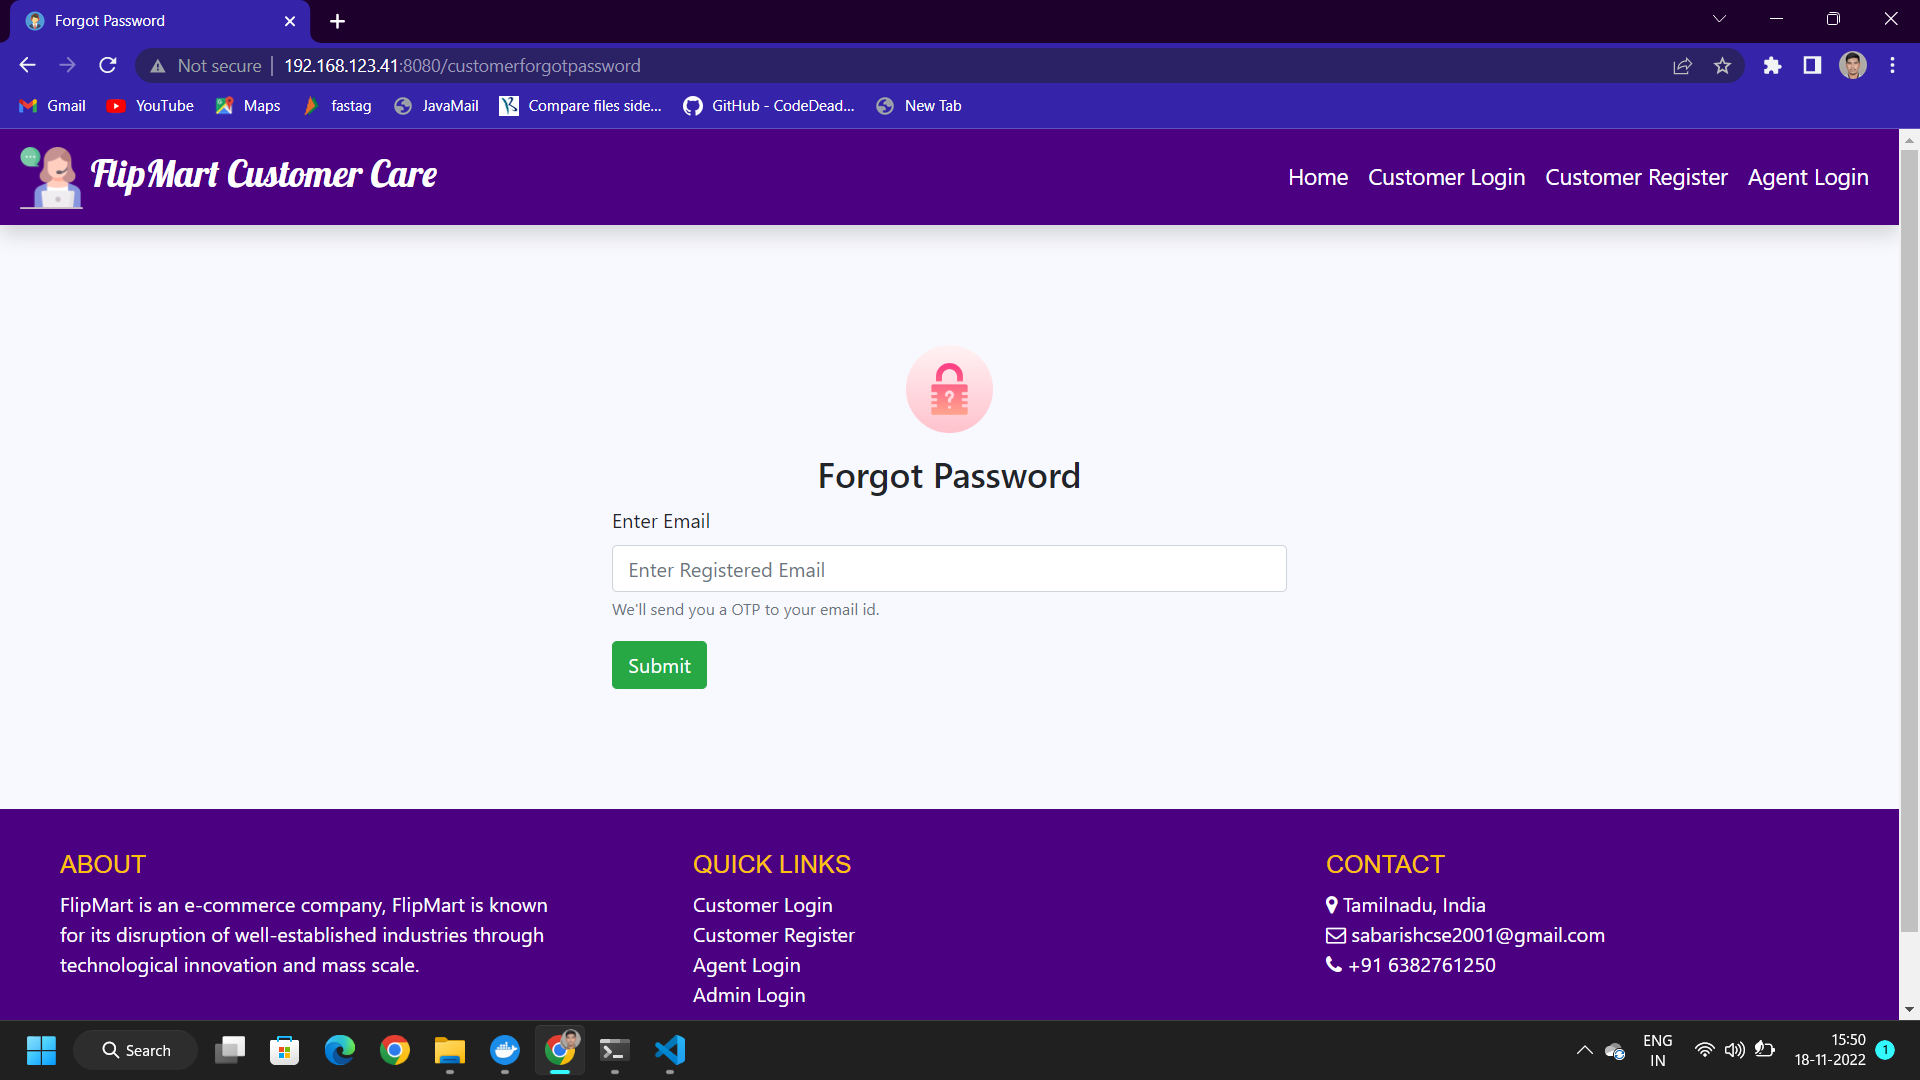 Forgot Password
Not secure | 192.168.123.41:8080/customerforgotpassword
Gmail YouTube Maps fastag JavaMail Compare files side... GitHub - CodeDead... New Tab
FlipMart Customer Care
Home Customer Login Customer Register Agent Login
Forgot Password
Enter Email
Enter Registered Email
We'll send you a OTP to your email id.
Submit
ABOUT
FlipMart is an e-commerce company, FlipMart is known
for its disruption of well-established industries through
technological innovation and mass scale.
QUICK LINKS
Customer Login
Customer Register
Agent Login
Admin Login
CONTACT
Tamilnadu, India
sabarishcse2001@gmail.com
+91 6382761250
Search
ENG
IN
15:50
18-11-2022
1